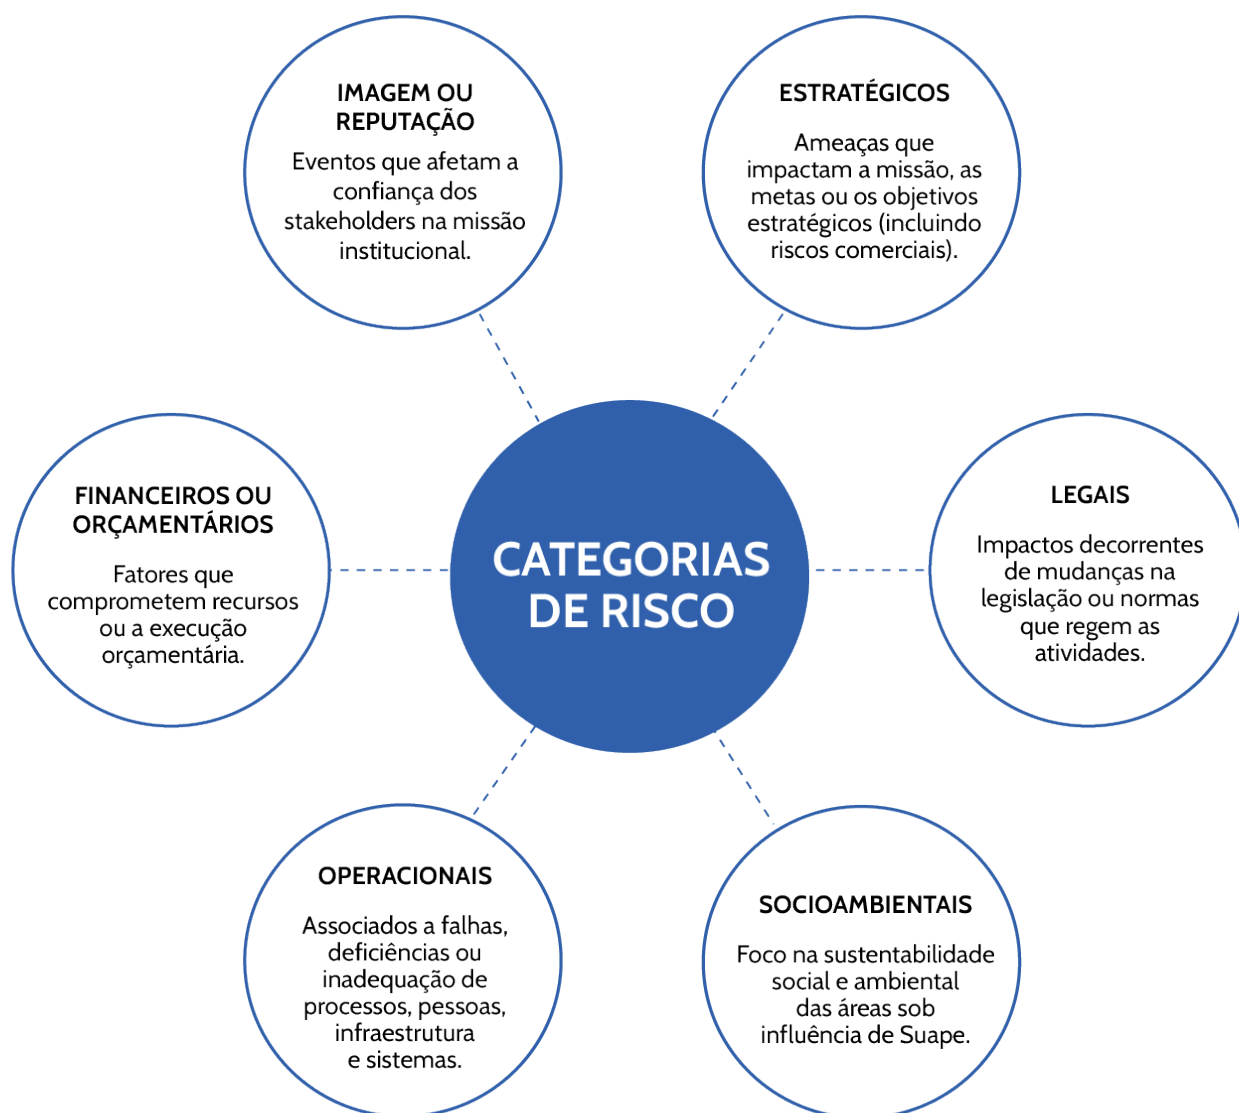 IMAGEM OU
REPUTAÇÃO
Eventos que afetam a
confiança dos
stakeholders na missão
institucional.
ESTRATÉGICOS
Ameaças que
impactam a missão, as
metas ou os objetivos
estratégicos (incluindo
riscos comerciais).
FINANCEIROS OU
ORÇAMENTÁRIOS
Fatores que
comprometem recursos
ou a execução
orçamentária.
CATEGORIAS
DE RISCO
LEGAIS
Impactos decorrentes
de mudanças na
legislação ou normas
que regem as
atividades.
OPERACIONAIS
Associados a falhas,
deficiências ou
inadequação de
processos, pessoas,
infraestrutura
e sistemas.
SOCIOAMBIENTAIS
Foco na sustentabilidade
social e ambiental
das áreas sob
influência de Suape.